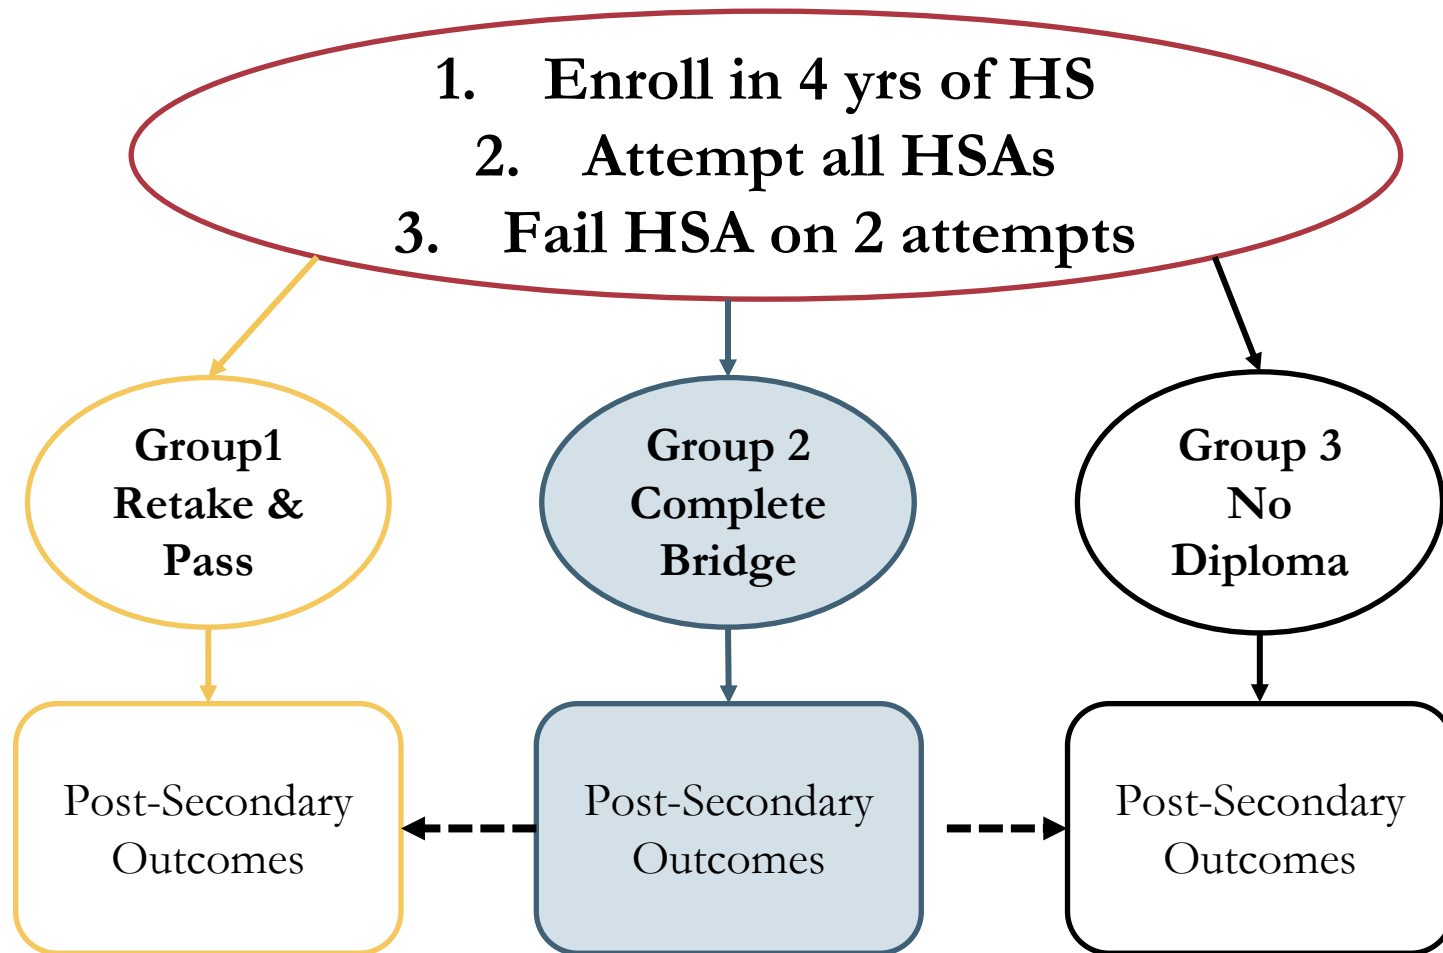 1. Enroll in 4 yrs of HS
2. Attempt all HSAs
3. Fail HSA on 2 attempts
Group1
Retake &
Pass
Group 2
Complete
Bridge
Group 3
No
Diploma
Post-Secondary
Outcomes
Post-Secondary
Outcomes
Post-Secondary
Outcomes